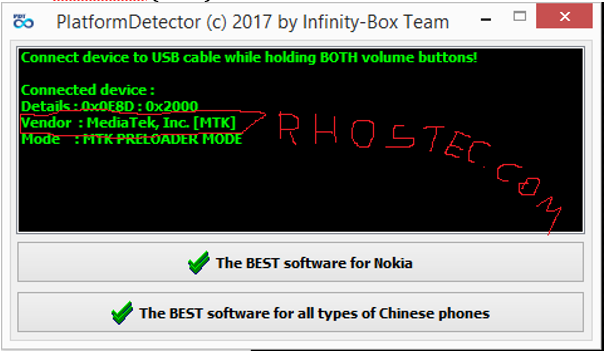 PlatformDetector (c) 2017 by Infinity-Box Team
Connect device to USB cable while holding BOTH volume buttons!
Connected device :
Details : 0x0E8D : 0x2000
Vendor : MediaTek, Inc. [MTK]
Mode : MTK PRELOADER MODE
RHOSTEC.COM
The BEST software for Nokia
The BEST software for all types of Chinese phones